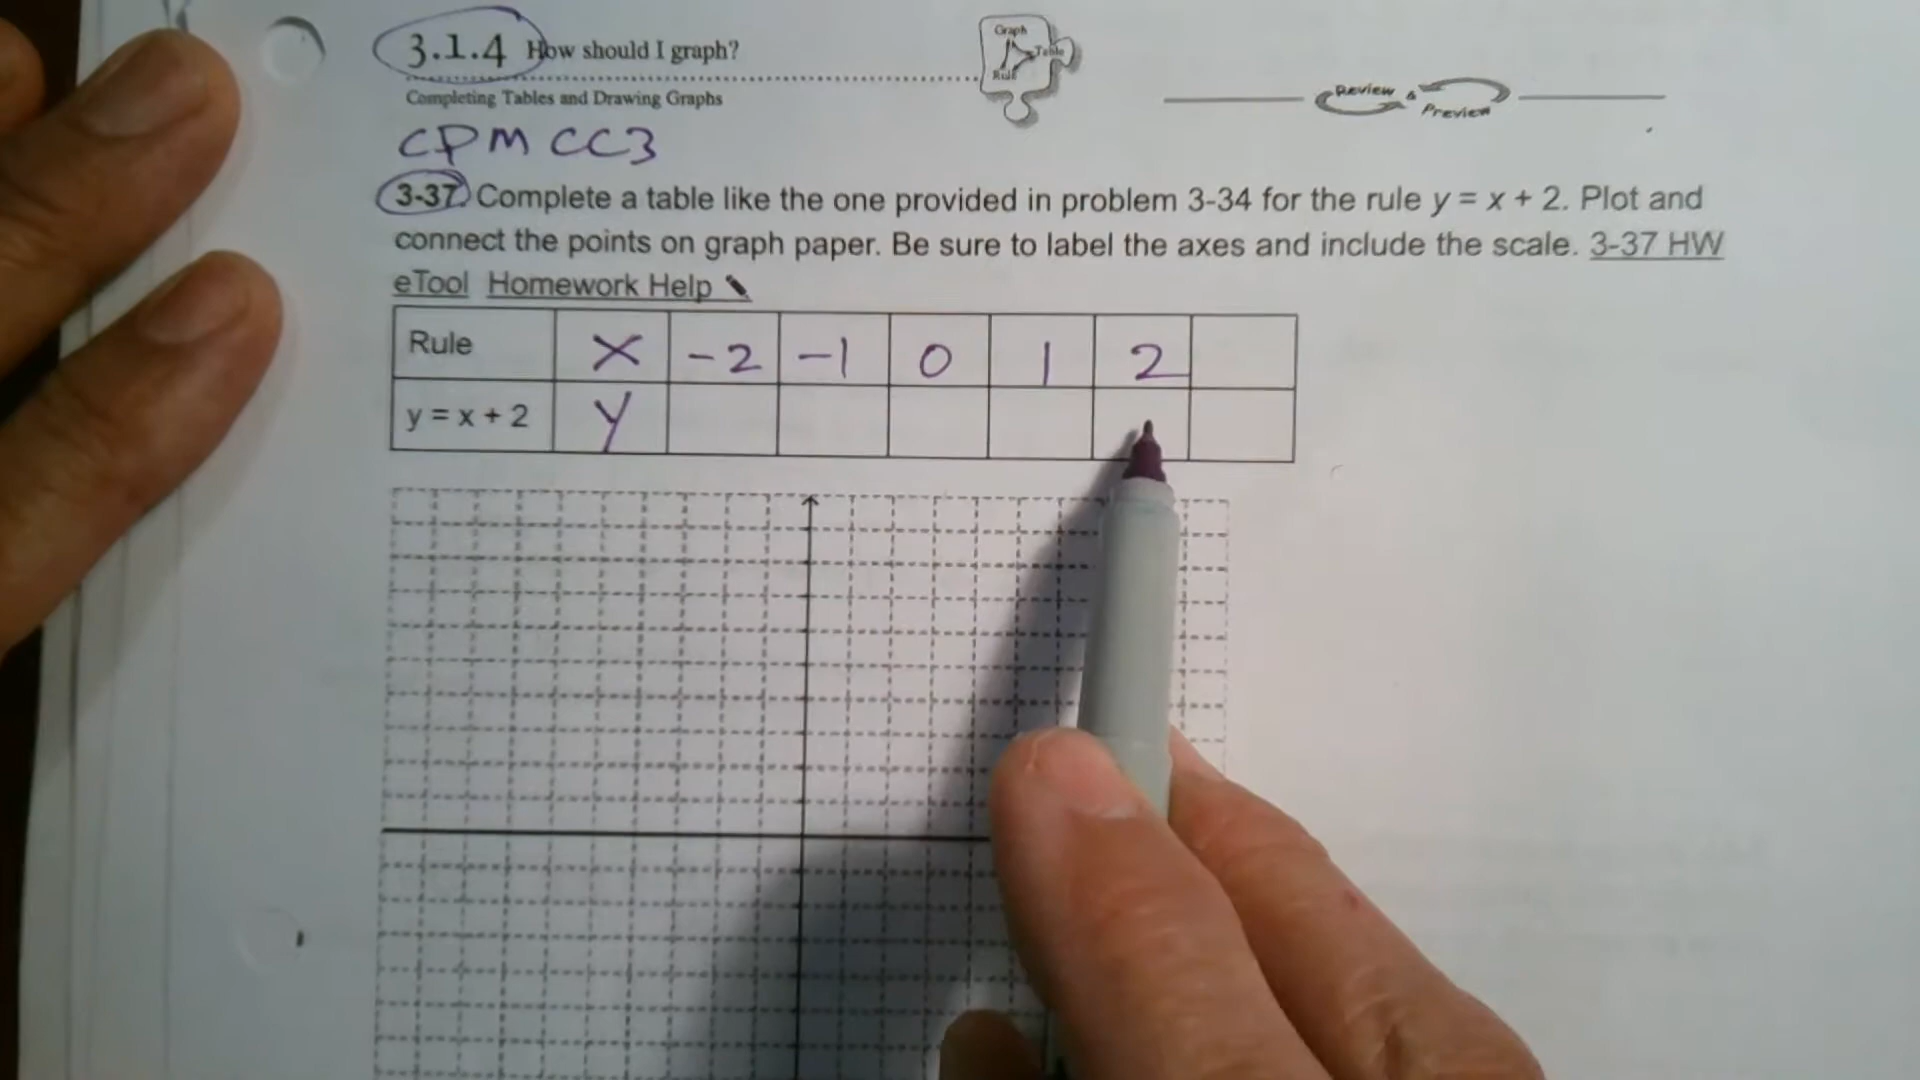 3.1.4 How should I graph?
Completing Tables and Drawing Graphs
Graph
Table
Rule
Review &
Preview
CPM CC3
3-37. Complete a table like the one provided in problem 3-34 for the rule y = x + 2. Plot and
connect the points on graph paper. Be sure to label the axes and include the scale. 3-37 HW
eTool Homework Help
Rule X -2 -1 0 1 2
y = x + 2 Y